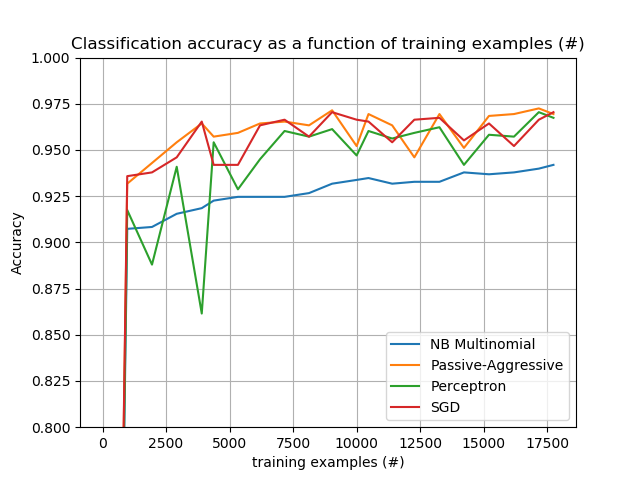 Classification accuracy as a function of training examples (#)
1.000
0.975
0.950
0.925
0.900
0.875
0.850
0.825
0.800
Accuracy
NB Multinomial
Passive-Aggressive
Perceptron
SGD
0 2500 5000 7500 10000 12500 15000 17500
training examples (#)